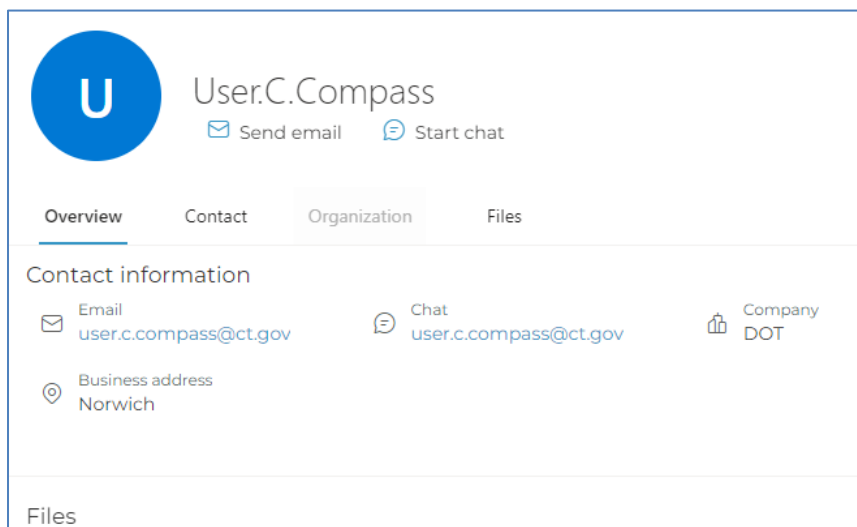 U
User.C.Compass
Send email Start chat
Overview Contact Organization Files
Contact information
Email Chat Company
user.c.compass@ct.gov user.c.compass@ct.gov DOT
Business address
Norwich
Files